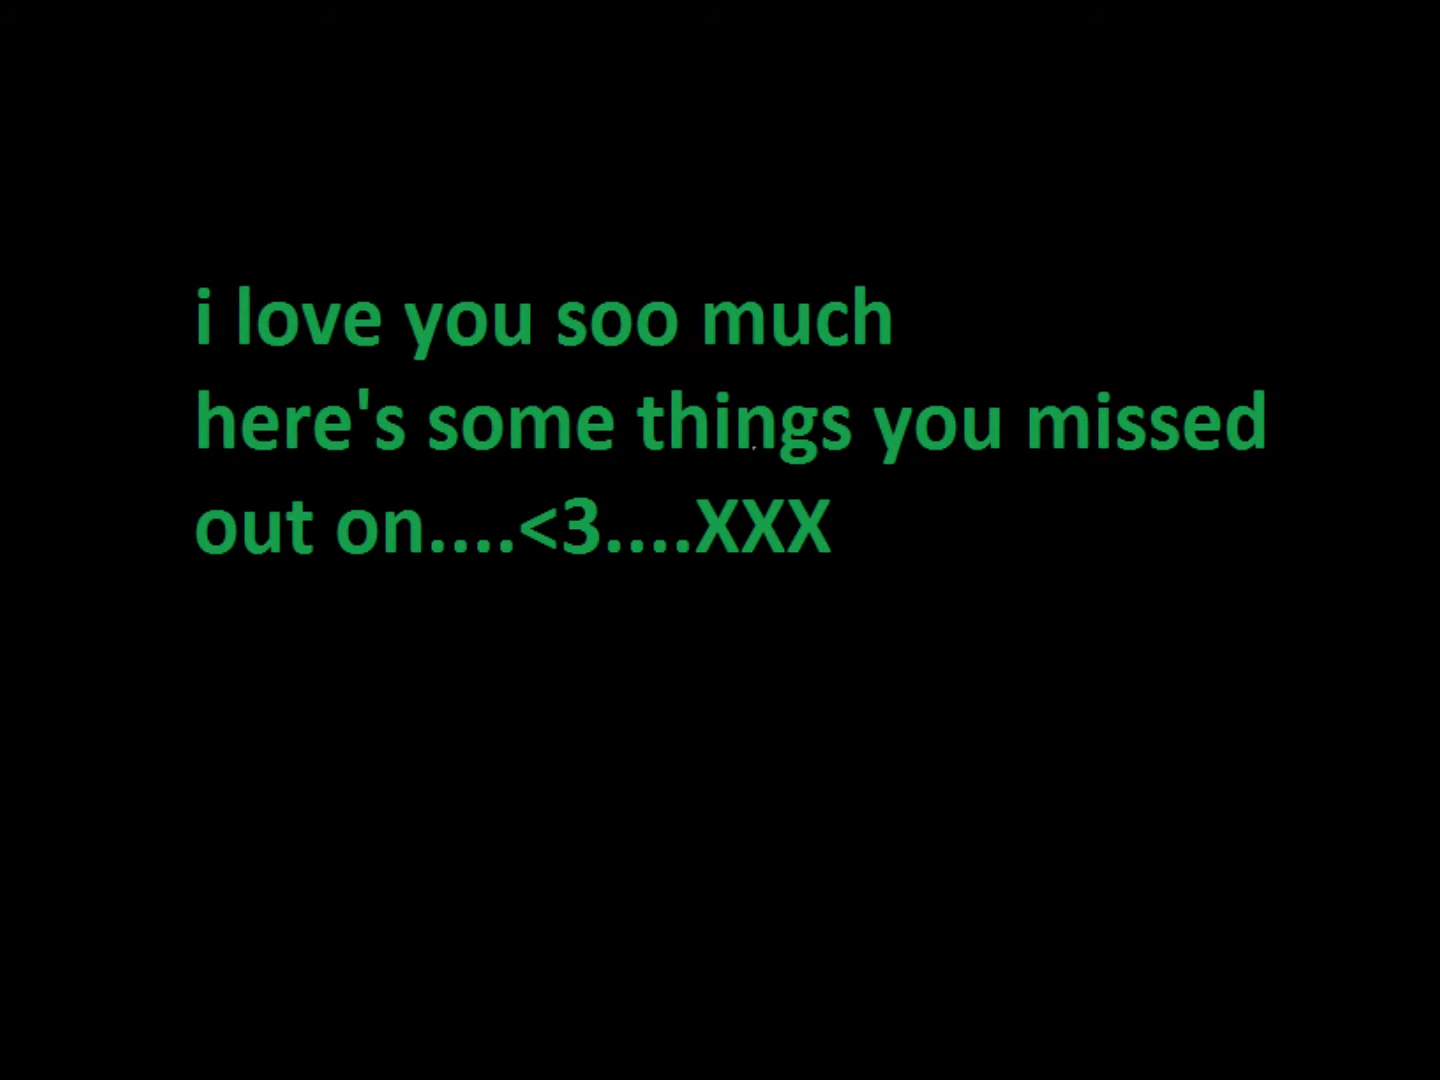 i love you soo much
here's some things you missed
out on....<3....XXX